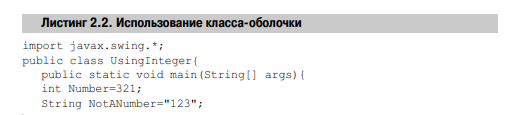 Листинг 2.2. Использование класса-оболочки
import javax.swing.*;
public class UsingInteger{
public static void main(String[] args){
int Number=321;
String NotANumber="123";